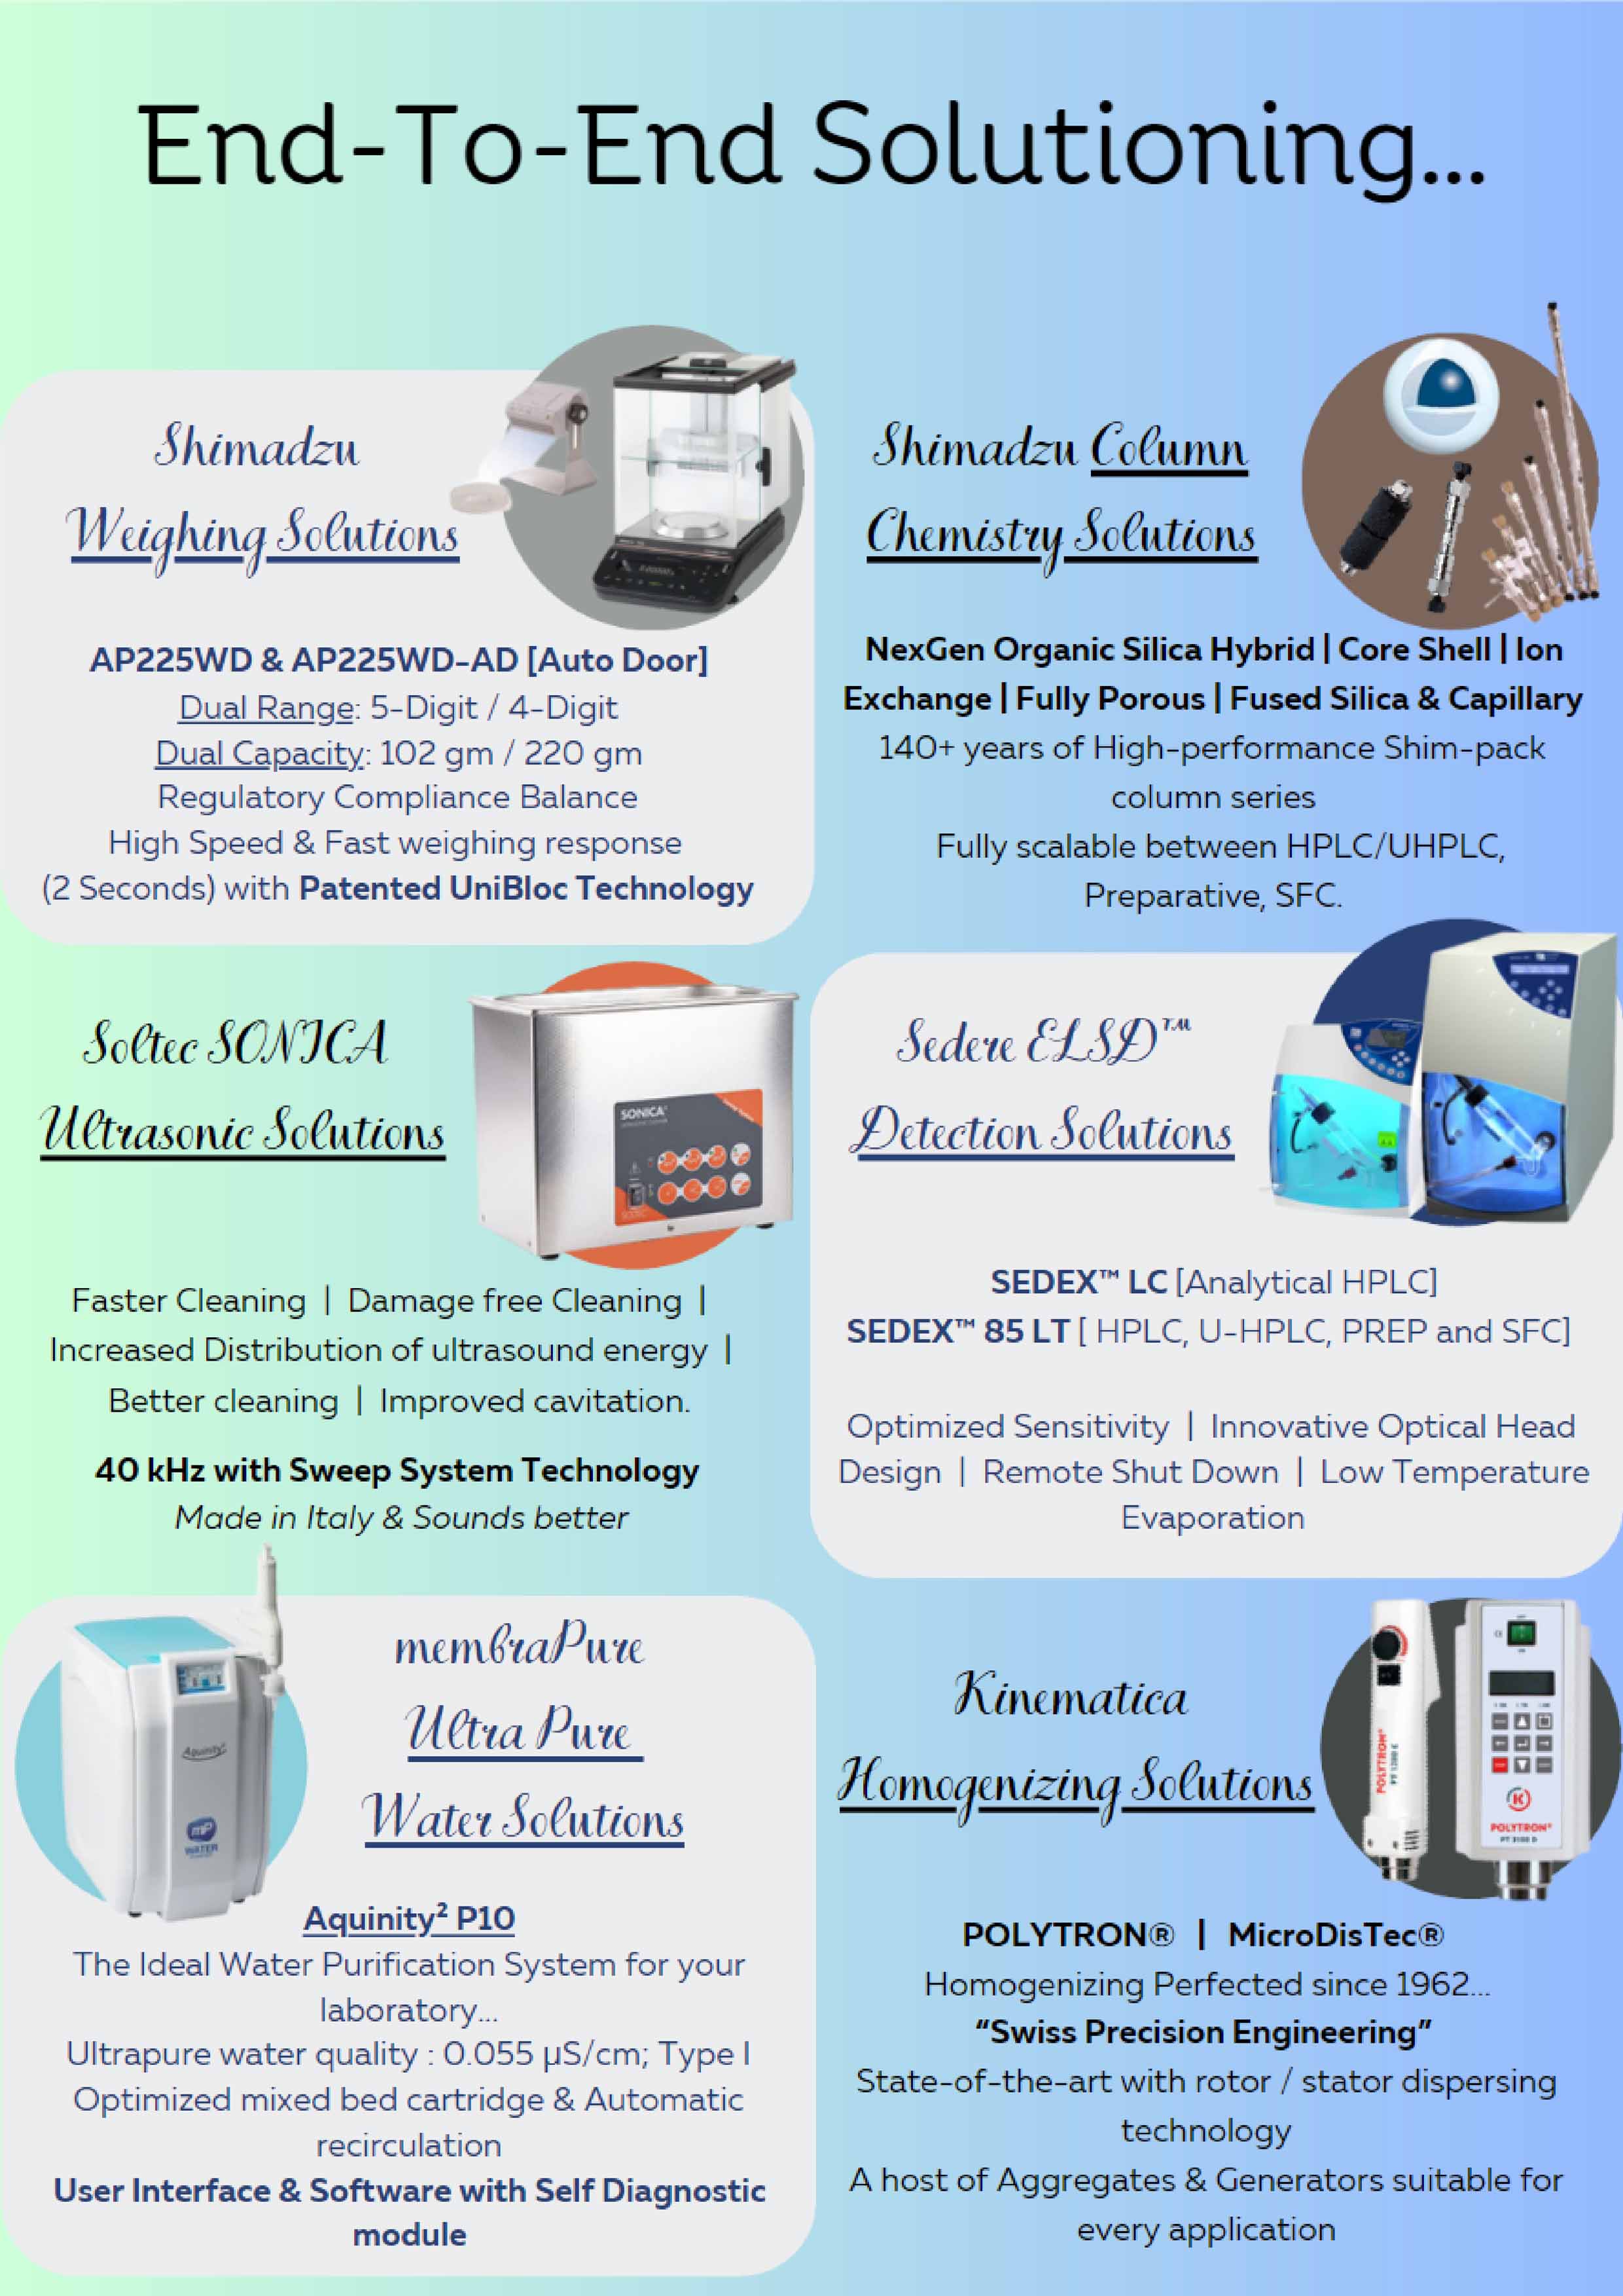 End-To-End Solutioning...
Shimadzu
Weighing Solutions
AP225WD & AP225WD-AD [Auto Door]
Dual Range: 5-Digit / 4-Digit
Dual Capacity: 102 gm / 220 gm
Regulatory Compliance Balance
High Speed & Fast weighing response
(2 Seconds) with Patented UniBloc Technology
Shimadzu Column
Chemistry Solutions
NexGen Organic Silica Hybrid | Core Shell | Ion
Exchange | Fully Porous | Fused Silica & Capillary
140+ years of High-performance Shim-pack
column series
Fully scalable between HPLC/UHPLC,
Preparative, SFC.
Soltec SONICA
Ultrasonic Solutions
SONICA
Faster Cleaning | Damage free Cleaning |
Increased Distribution of ultrasound energy |
Better cleaning | Improved cavitation.
40 kHz with Sweep System Technology
Made in Italy & Sounds better
Sedere ELSD™
Detection Solutions
SEDEX™ LC [Analytical HPLC]
SEDEX™ 85 LT [ HPLC, U-HPLC, PREP and SFC]
Optimized Sensitivity | Innovative Optical Head
Design | Remote Shut Down | Low Temperature
Evaporation
membraPure
Ultra Pure
Water Solutions
Aquinity²
mP
WATER
Aquinity² P10
The Ideal Water Purification System for your
laboratory...
Ultrapure water quality : 0.055 µS/cm; Type I
Optimized mixed bed cartridge & Automatic
recirculation
User Interface & Software with Self Diagnostic
module
Kinematica
Homogenizing Solutions
POLYTRON®
PT 1200 E
K
POLYTRON®
PT 3100 D
POLYTRON® | MicroDisTec®
Homogenizing Perfected since 1962...
“Swiss Precision Engineering”
State-of-the-art with rotor / stator dispersing
technology
A host of Aggregates & Generators suitable for
every application